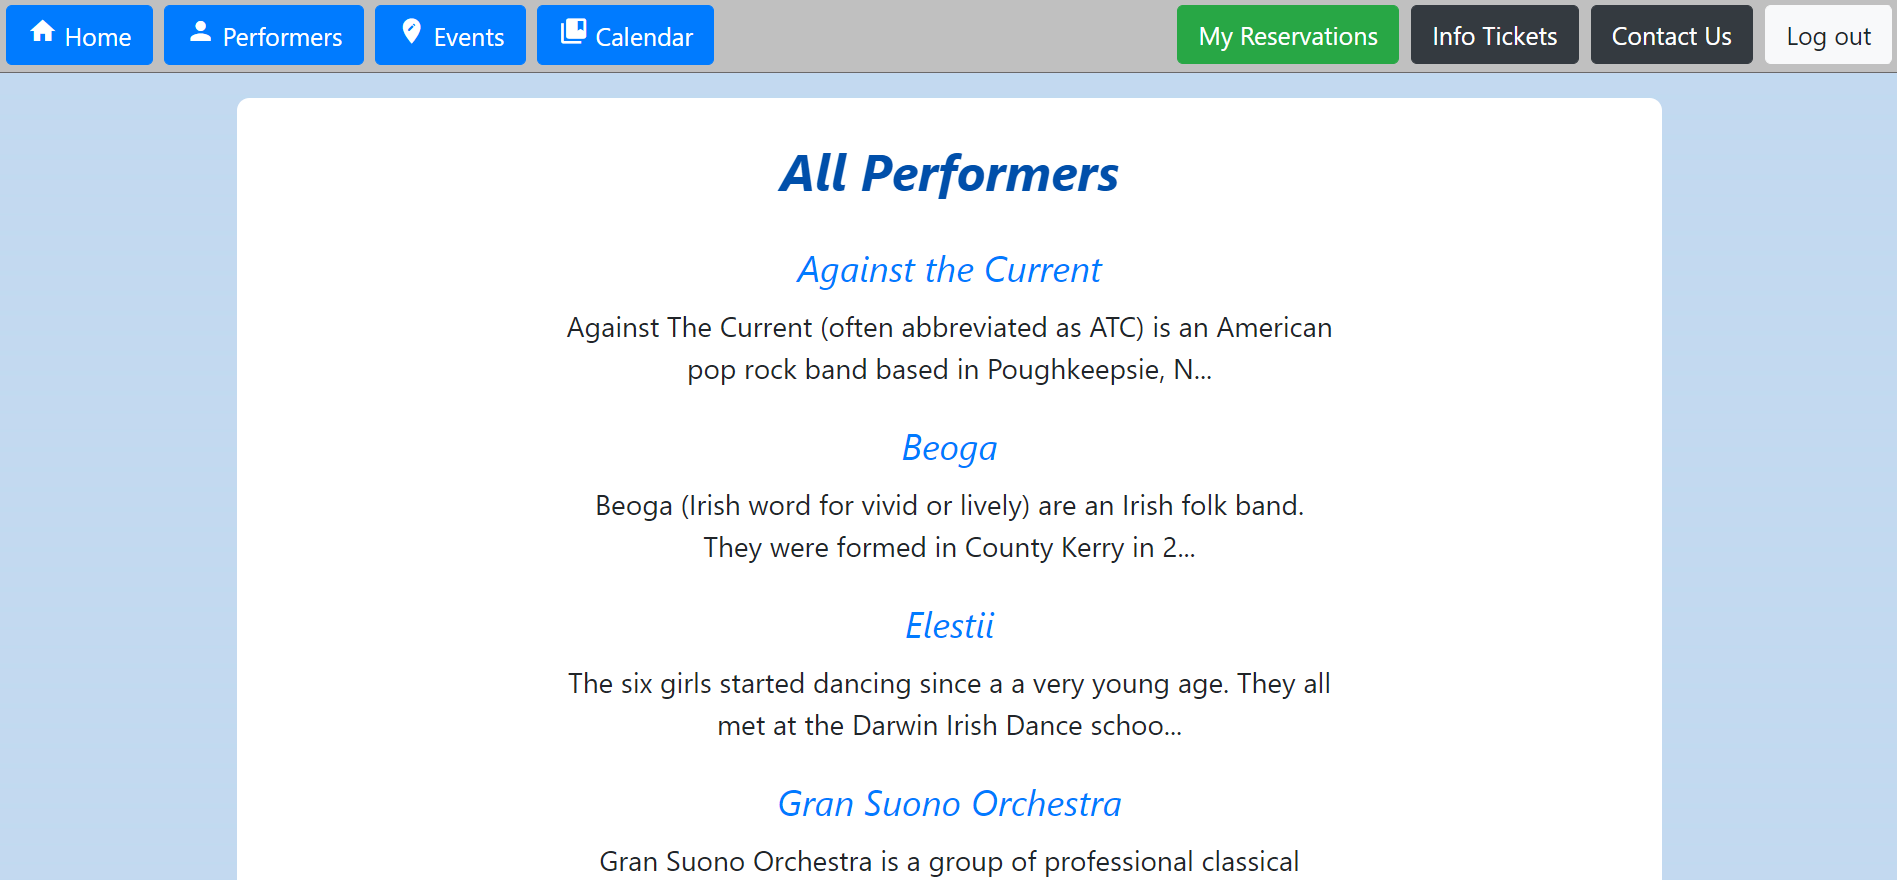 Home Performers Events Calendar My Reservations Info Tickets Contact Us Log out
All Performers
Against the Current
Against The Current (often abbreviated as ATC) is an American
pop rock band based in Poughkeepsie, N...
Beoga
Beoga (Irish word for vivid or lively) are an Irish folk band.
They were formed in County Kerry in 2...
Elestii
The six girls started dancing since a a very young age. They all
met at the Darwin Irish Dance schoo...
Gran Suono Orchestra
Gran Suono Orchestra is a group of professional classical